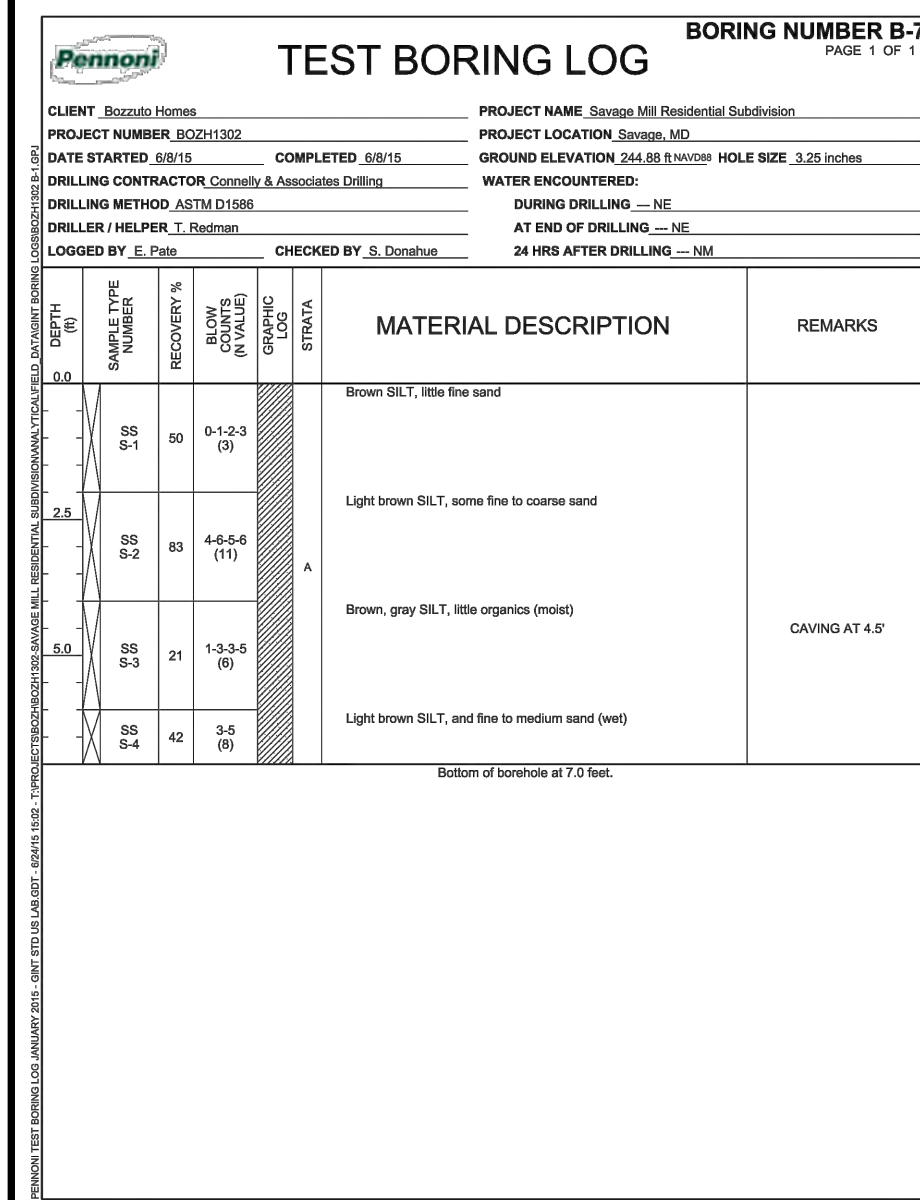 BORING NUMBER B-7
PAGE 1 OF 1
Pennoni
TEST BORING LOG
CLIENT Bozzuto Homes
PROJECT NAME Savage Mill Residential Subdivision
PROJECT NUMBER BOZH1302
PROJECT LOCATION Savage, MD
DATE STARTED 6/8/15 COMPLETED 6/8/15
GROUND ELEVATION 244.88 ft NAVD88 HOLE SIZE 3.25 inches
DRILLING CONTRACTOR Connelly & Associates Drilling
WATER ENCOUNTERED:
DRILLING METHOD ASTM D1586
DURING DRILLING --- NE
DRILLER / HELPER T. Redman
AT END OF DRILLING --- NE
LOGGED BY E. Pate CHECKED BY S. Donahue
24 HRS AFTER DRILLING --- NM
DEPTH
(ft)
SAMPLE TYPE
NUMBER
RECOVERY %
BLOW
COUNTS
(N VALUE)
GRAPHIC
LOG
STRATA
MATERIAL DESCRIPTION
REMARKS
0.0
Brown SILT, little fine sand
SS
S-1
50
0-1-2-3
(3)
Light brown SILT, some fine to coarse sand
2.5
SS
S-2
83
4-6-5-6
(11)
A
Brown, gray SILT, little organics (moist)
CAVING AT 4.5'
5.0
SS
S-3
21
1-3-3-5
(6)
Light brown SILT, and fine to medium sand (wet)
SS
S-4
42
3-5
(8)
Bottom of borehole at 7.0 feet.
PENNONI TEST BORING LOG JANUARY 2015 - GINT STD US LAB.GDT - 6/24/15 15:02 - T:\PROJECTS\BOZH\BOZH1302-SAVAGE MILL RESIDENTIAL SUBDIVISION\ANALYTICAL\FIELD_DATA\GINT BORING LOGS\BOZH1302 B-1.GPJ